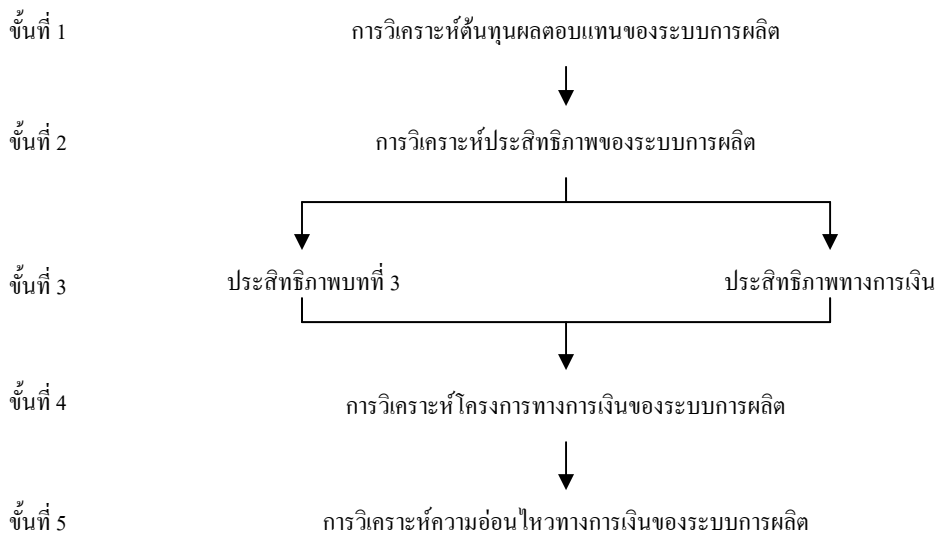 ขั้นที่ 1 การวิเคราะห์ต้นทุนผลตอบแทนของระบบการผลิต
ขั้นที่ 2 การวิเคราะห์ประสิทธิภาพของระบบการผลิต
ขั้นที่ 3 ประสิทธิภาพบทที่ 3 ประสิทธิภาพทางการเงิน
ขั้นที่ 4 การวิเคราะห์โครงการทางการเงินของระบบการผลิต
ขั้นที่ 5 การวิเคราะห์ความอ่อนไหวทางการเงินของระบบการผลิต